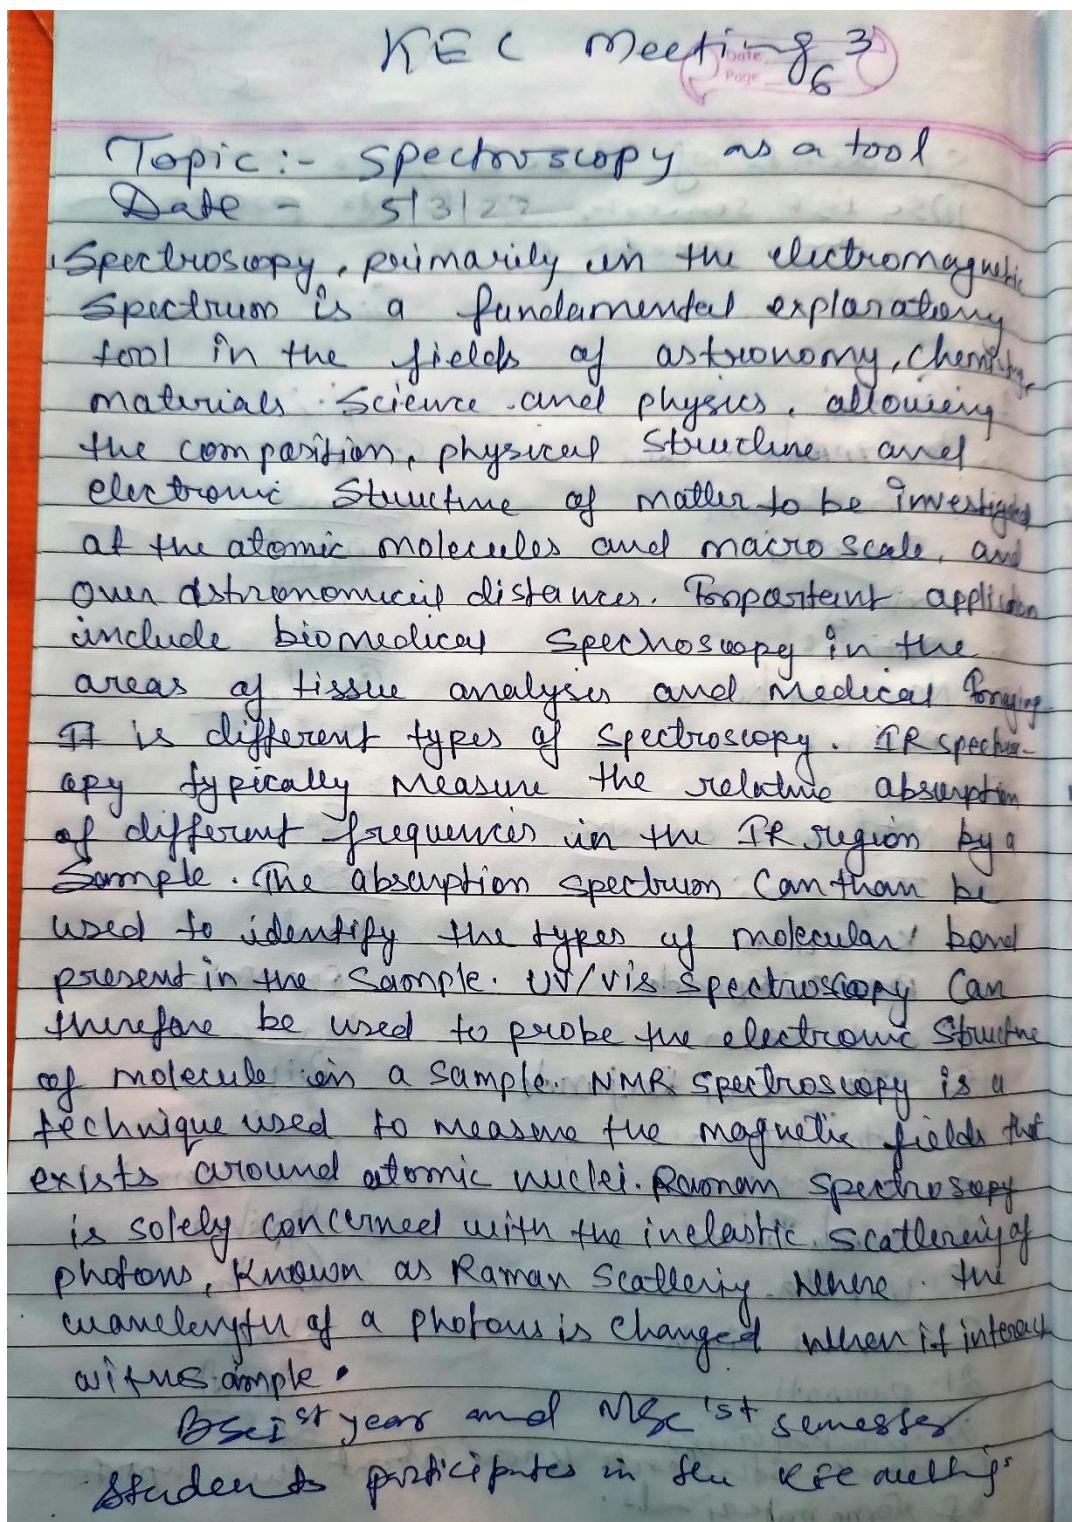 KEC Meeting 3
Date
Page 6
Topic :- Spectroscopy as a tool
Date - 5/3/22
Spectroscopy, primarily in the electromagnetic
Spectrum is a fundamental exploratory
tool in the fields of astronomy, Chemistry,
materials Science and physics, allowing
the composition, physical Structure and
electronic Structure of matter to be investigated
at the atomic molecules and macro scale, and
over astronomical distances. Important application
include biomedical Spectroscopy in the
areas of tissue analysis and medical Imaging
It is different types of Spectroscopy. IR spectros-
opy typically measure the relative absorption
of different frequencies in the IR region by a
Sample. The absorption spectrum Can than be
used to identify the types of molecular bond
present in the Sample. UV/Vis Spectroscopy Can
therefore be used to probe the electronic Structure
of molecule in a Sample. NMR Spectroscopy is a
technique used to measure the magnetic fields that
exists around atomic nuclei. Raman Spectroscopy
is solely Concerned with the inelastic Scattering of
photons, Known as Raman Scattering. Where the
wavelength of a photons is Changed when it interact
with sample.
BSc Ist year and MSc 1st semester
Students participates in the KEC meetings